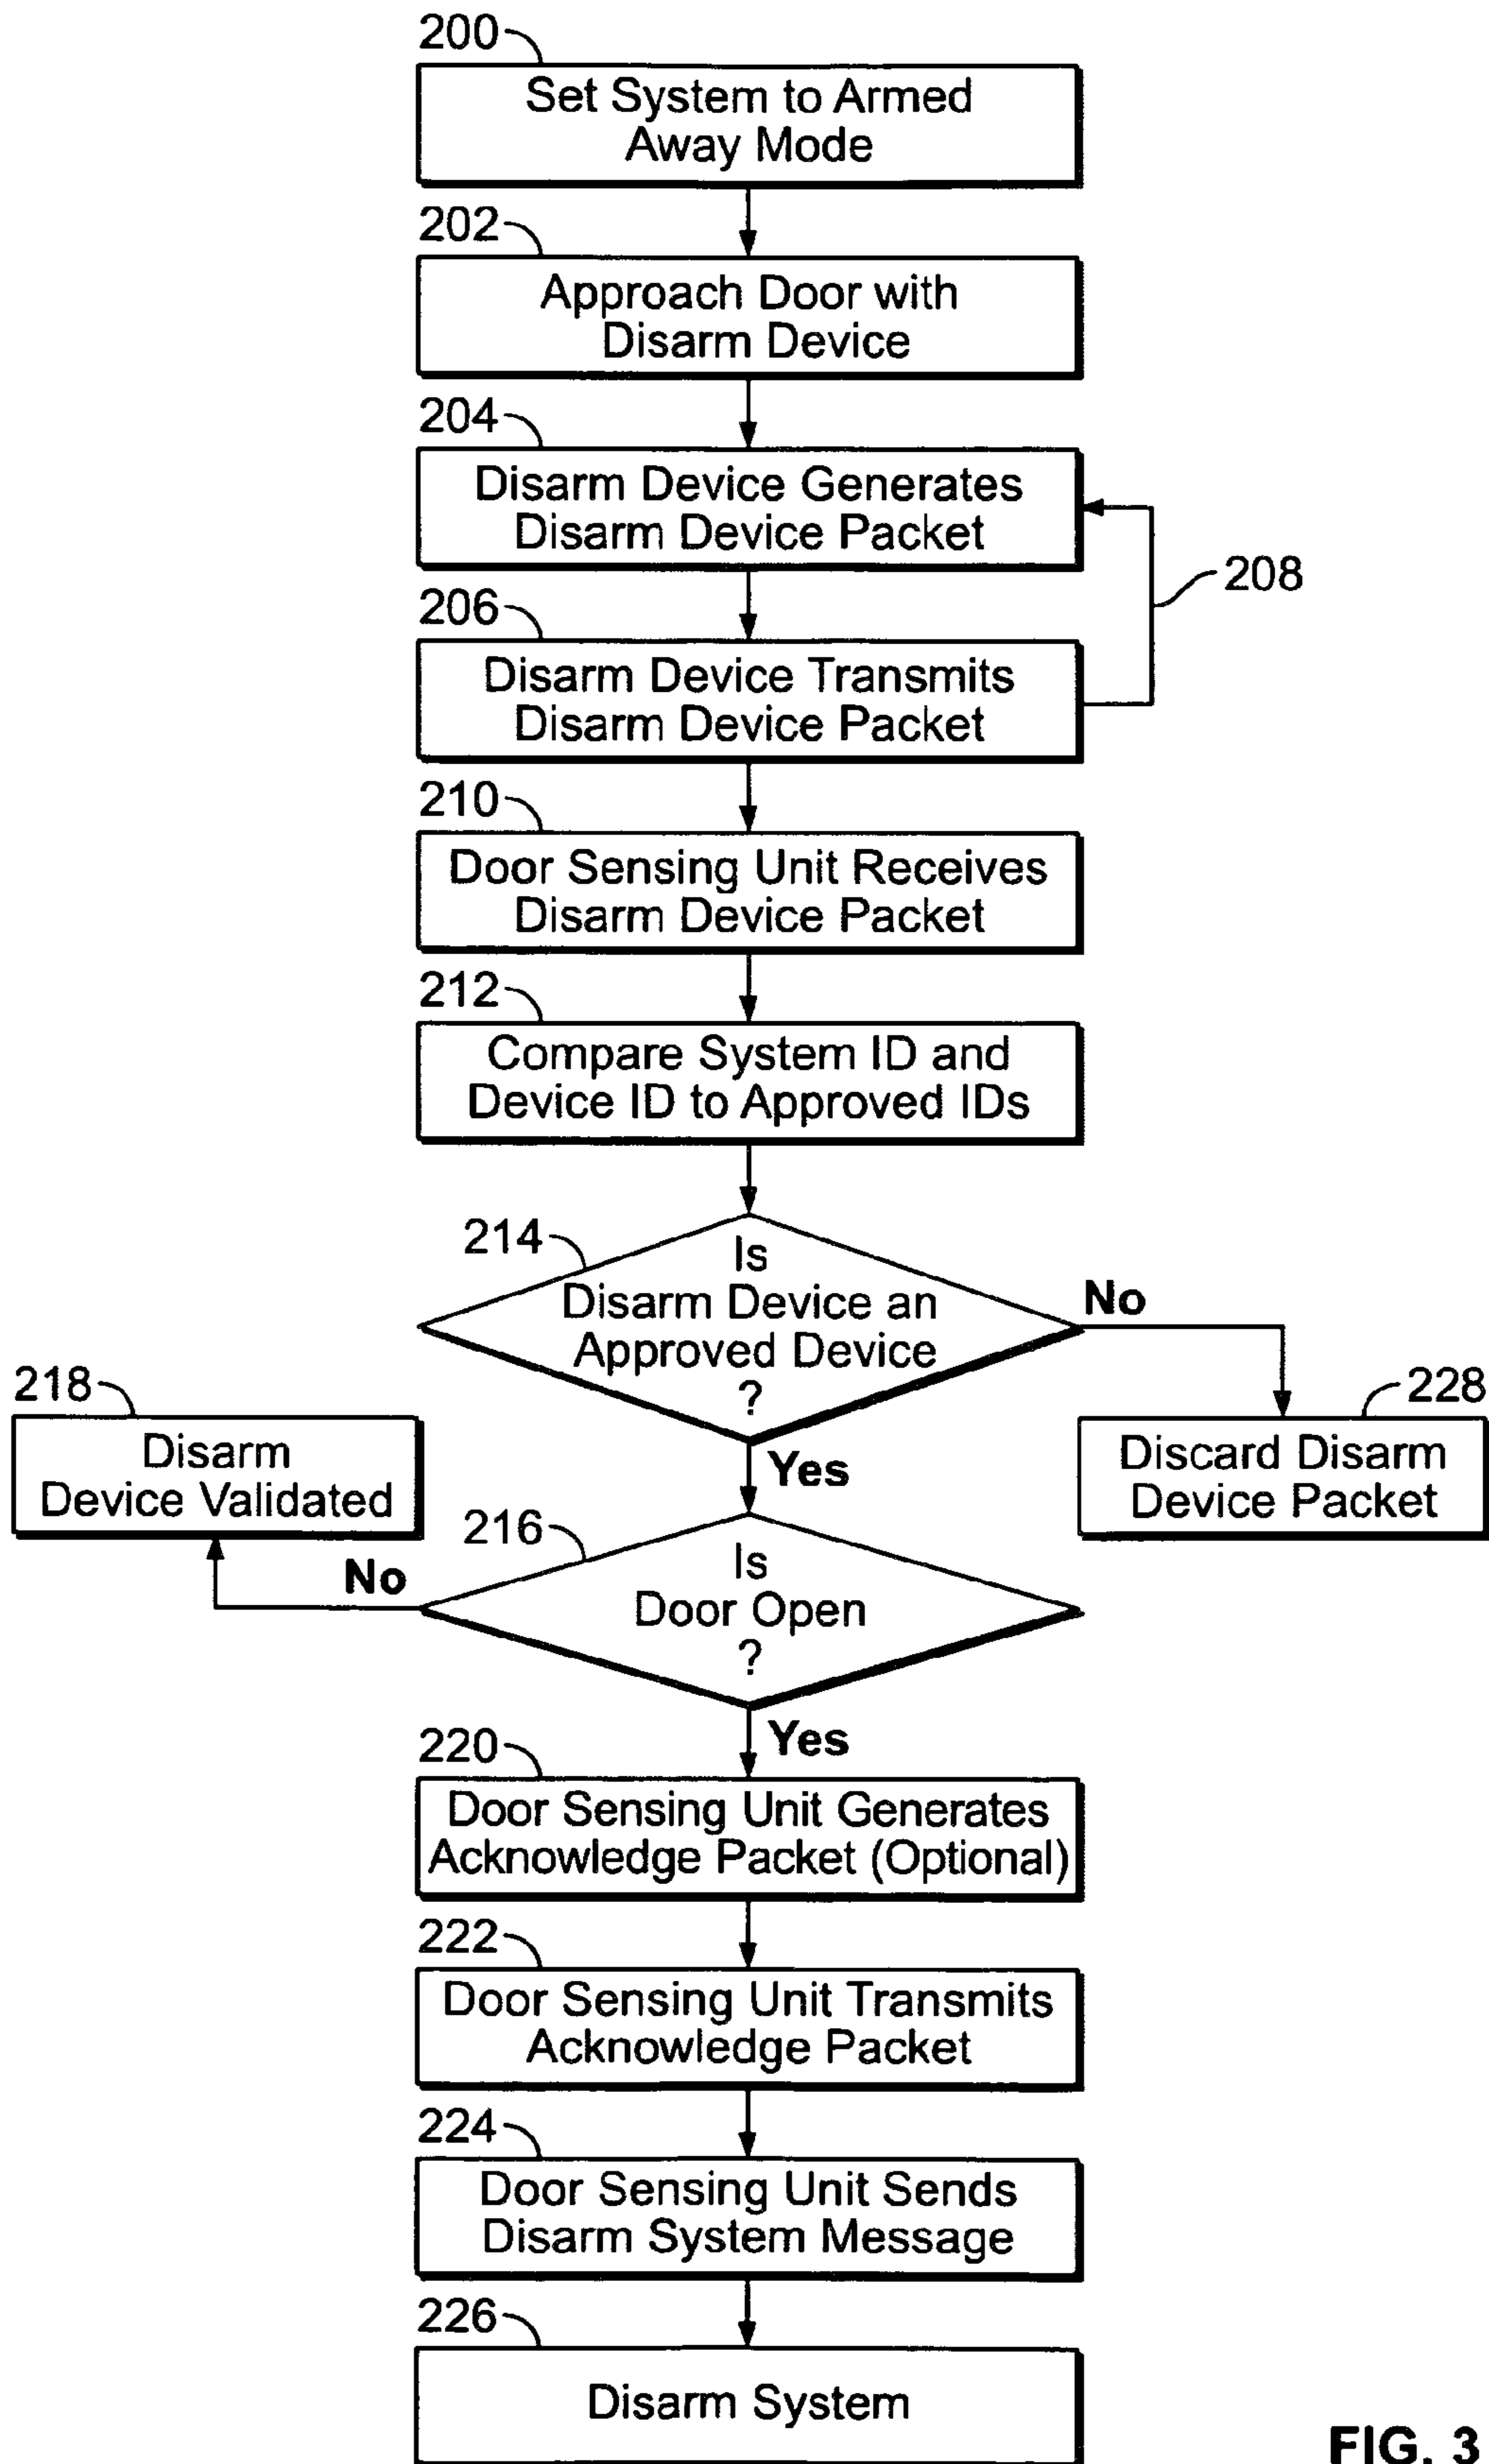 200
Set System to Armed
Away Mode
202
Approach Door with
Disarm Device
204
Disarm Device Generates
Disarm Device Packet
208
206
Disarm Device Transmits
Disarm Device Packet
210
Door Sensing Unit Receives
Disarm Device Packet
212
Compare System ID and
Device ID to Approved IDs
214
Is
Disarm Device an
Approved Device
?
No
228
Discard Disarm
Device Packet
Yes
218
Disarm
Device Validated
216
Is
Door Open
?
No
Yes
220
Door Sensing Unit Generates
Acknowledge Packet (Optional)
222
Door Sensing Unit Transmits
Acknowledge Packet
224
Door Sensing Unit Sends
Disarm System Message
226
Disarm System
FIG. 3